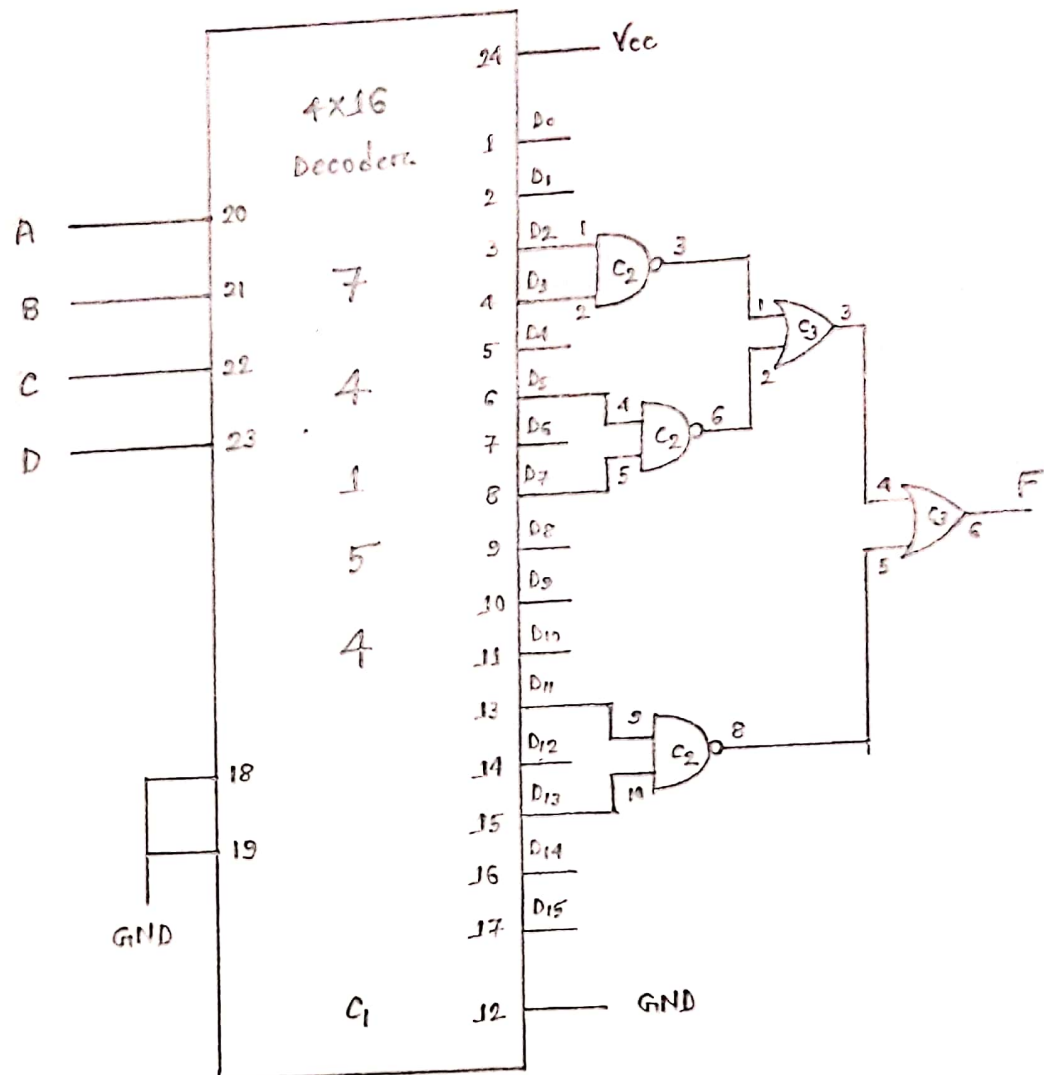 24 Vcc
4X16
Decoder
1 D0
2 D1
A 20
3 D2 1 C2 3
7
B 21
4 D3 2
1 C3 3
5 D4
2
C 22
4
6 D5 4 C2 6
7 D6
D 23
8 D7 5
1
4 C3 6 F
9 D8
5
5
10 D9
4
11 D10
13 D11 9 C2 8
14 D12
18
15 D13 10
19
16 D14
GND
17 D15
C1
12 GND